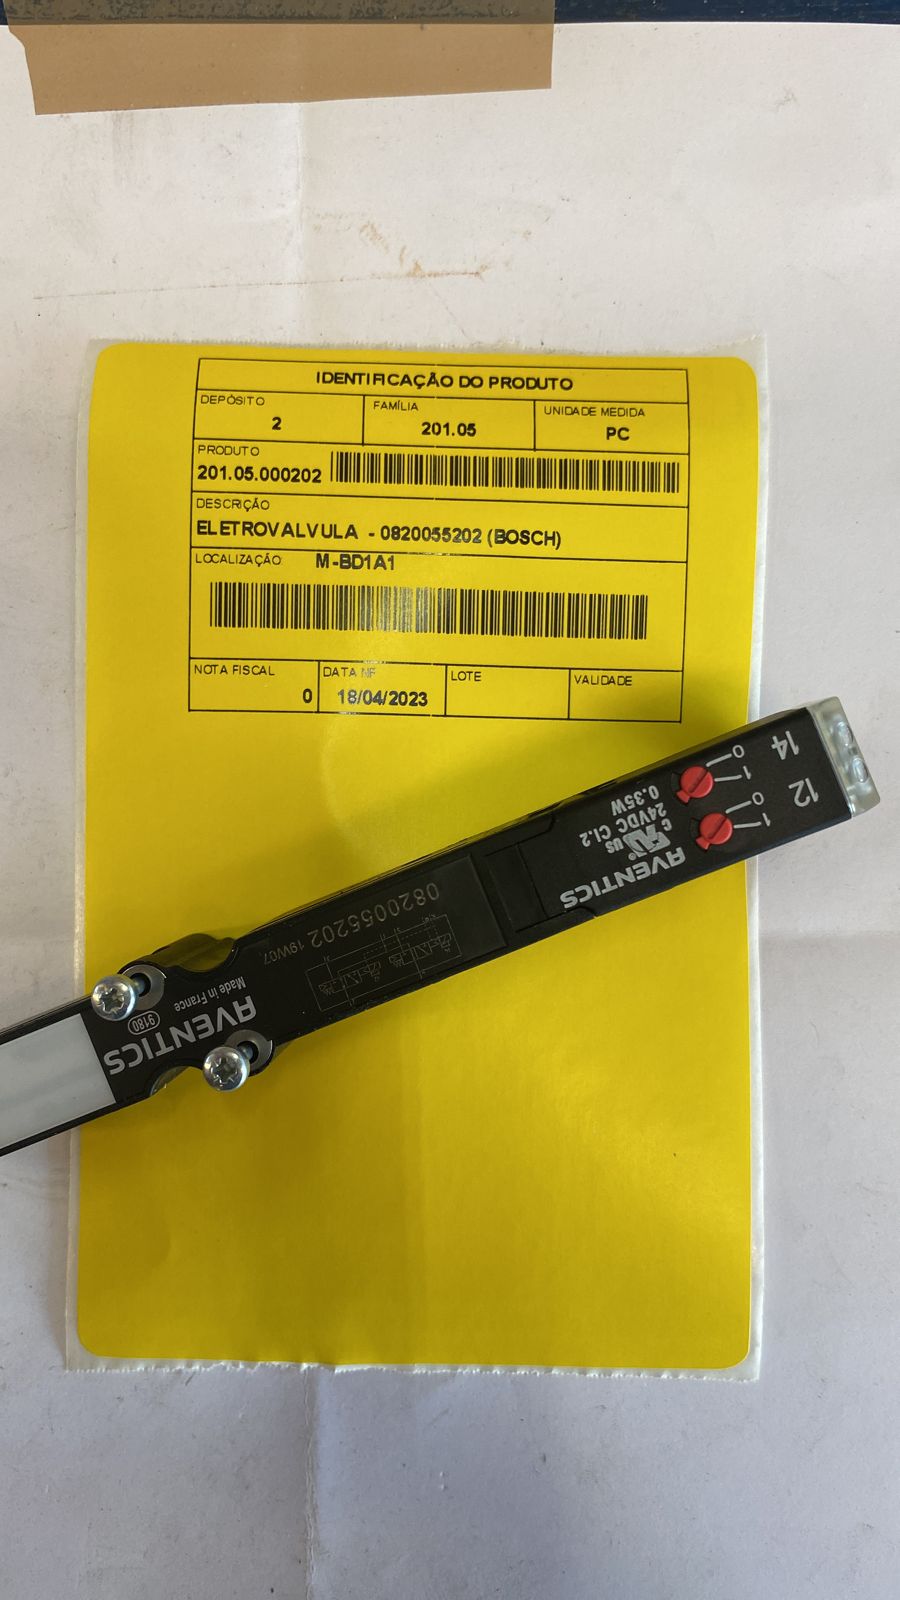 IDENTIFICAÇÃO DO PRODUTO
DEPÓSITO FAMÍLIA UNIDADE MEDIDA
2 201.05 PC
PRODUTO
201.05.000202
DESCRIÇÃO
ELETROVALVULA - 0820055202 (BOSCH)
LOCALIZAÇÃO M-BD1A1
NOTA FISCAL DATA NF LOTE VALIDADE
0 18/04/2023
14
12
0 1
0 1
AVENTICS
c us
24VDC Cl.2
0.35W
0820055202 19W07
AVENTICS
9180
Made in France